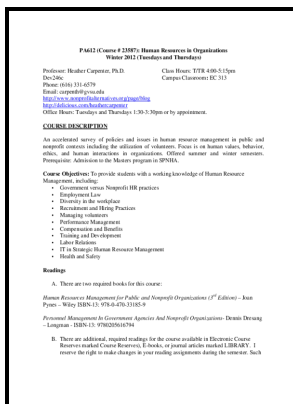 PA612 (Course # 23587): Human Resources in Organizations
Winter 2012 (Tuesdays and Thursdays)
Professor: Heather Carpenter, Ph.D. Class Hours: T/TR 4:00-5:15pm
Dev246c Campus Classroom: EC 513
Phone: (616) 331-6579
Email: carpenh@gvsu.edu
http://www.nonprofitalternatives.org/page/blog
http://delicious.com/heathercarpenter
Office Hours: Tuesdays and Thursdays 1:30-3:30pm or by appointment.
COURSE DESCRIPTION
An accelerated survey of policies and issues in human resource management in public and
nonprofit contexts including the utilization of volunteers. Focus is on human values, behavior,
ethics, and human interactions in organizations. Offered summer and winter semesters.
Prerequisite: Admission to the Masters program in SPNHA.
Course Objectives: To provide students with a working knowledge of Human Resource
Management, including:
• Government versus Nonprofit HR practices
• Employment Law
• Diversity in the workplace
• Recruitment and Hiring Practices
• Managing volunteers
• Performance Management
• Compensation and Benefits
• Training and Development
• Labor Relations
• IT in Strategic Human Resource Management
• Health and Safety
Readings
A. There are two required books for this course:
Human Resources Management for Public and Nonprofit Organizations (3rd Edition) – Joan
Pynes – Wiley ISBN-13: 978-0-470-33185-9
Personnel Management In Government Agencies And Nonprofit Organizations- Dennis Dresang
– Longman - ISBN-13: 9780205616794
B. There are additional, required readings for the course available in Electronic Course
Reserves marked Course Reserves), E-books, or journal articles marked LIBRARY. I
reserve the right to make changes in your reading assignments during the semester. Such